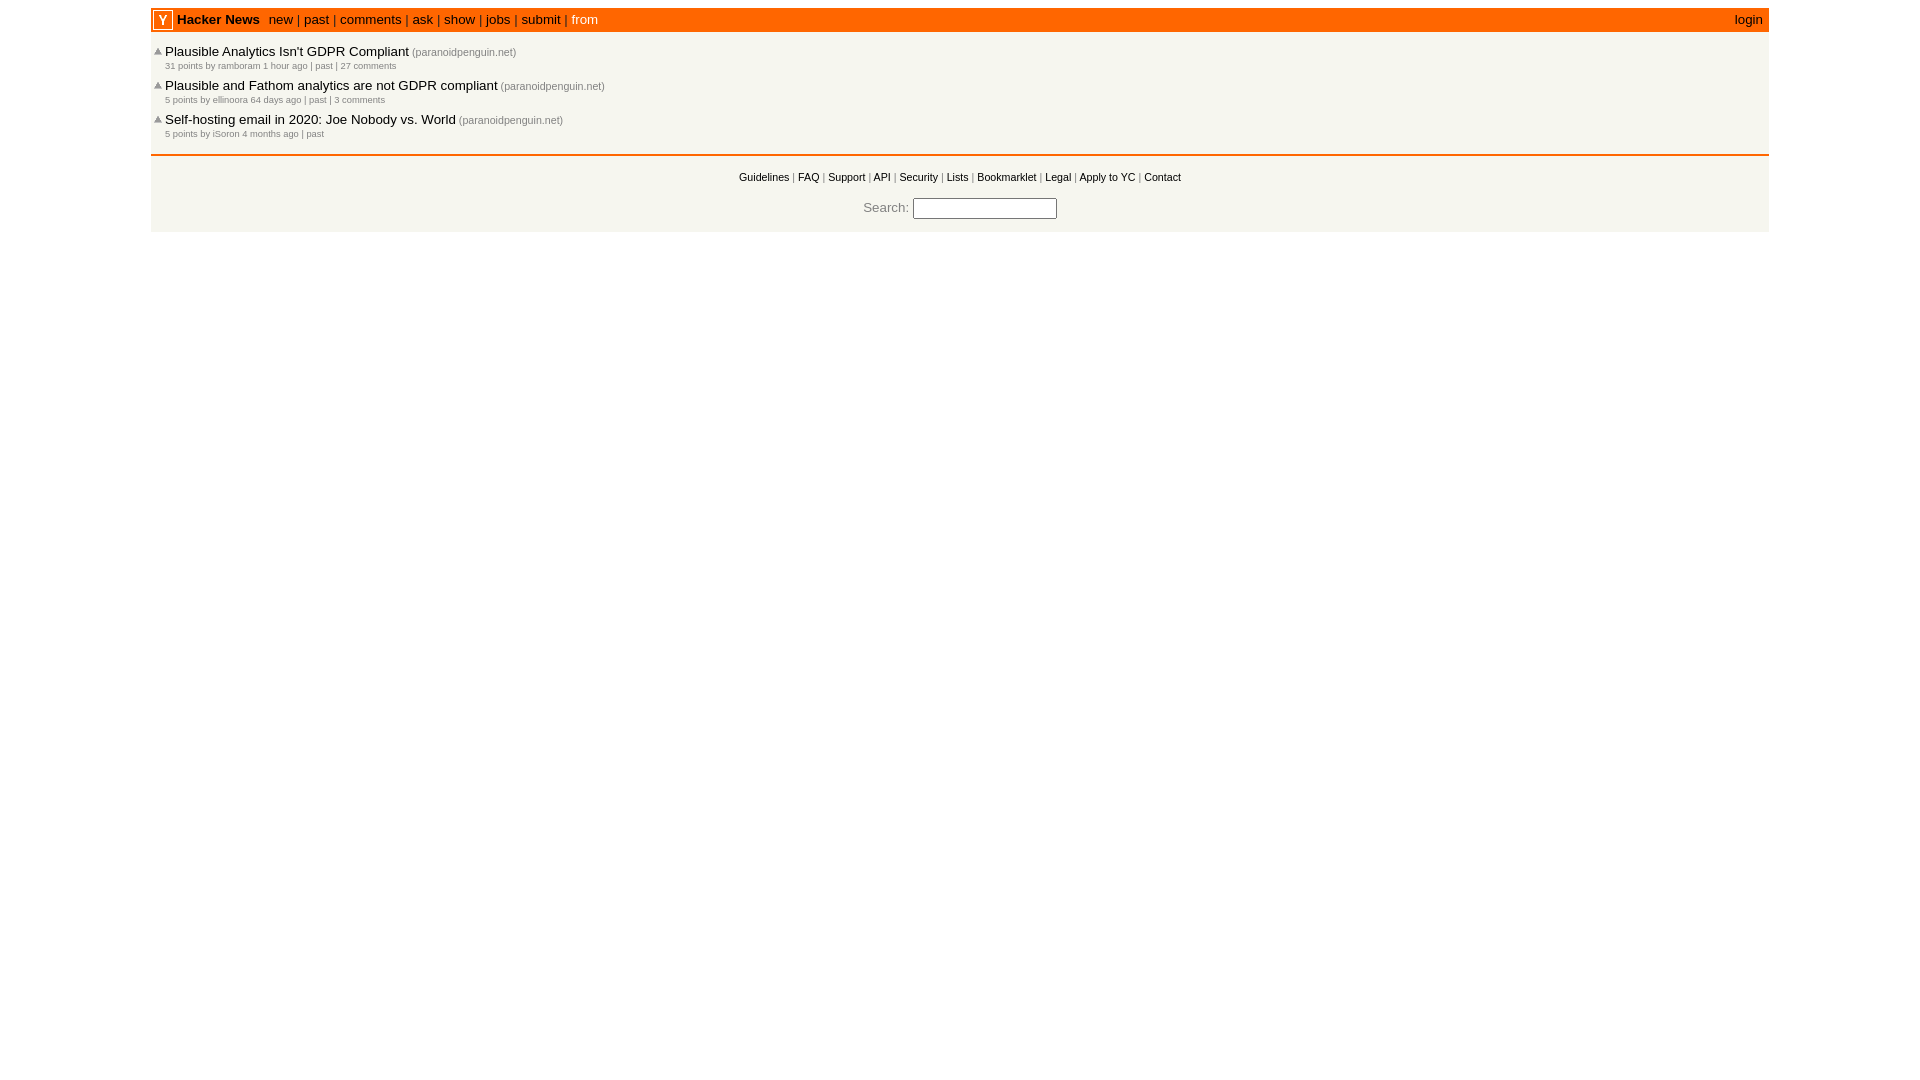 Y Hacker News new | past | comments | ask | show | jobs | submit | from login
Plausible Analytics Isn't GDPR Compliant (paranoidpenguin.net)
31 points by ramboram 1 hour ago | past | 27 comments
Plausible and Fathom analytics are not GDPR compliant (paranoidpenguin.net)
5 points by ellinoora 64 days ago | past | 3 comments
Self-hosting email in 2020: Joe Nobody vs. World (paranoidpenguin.net)
5 points by iSoron 4 months ago | past
Guidelines | FAQ | Support | API | Security | Lists | Bookmarklet | Legal | Apply to YC | Contact
Search: